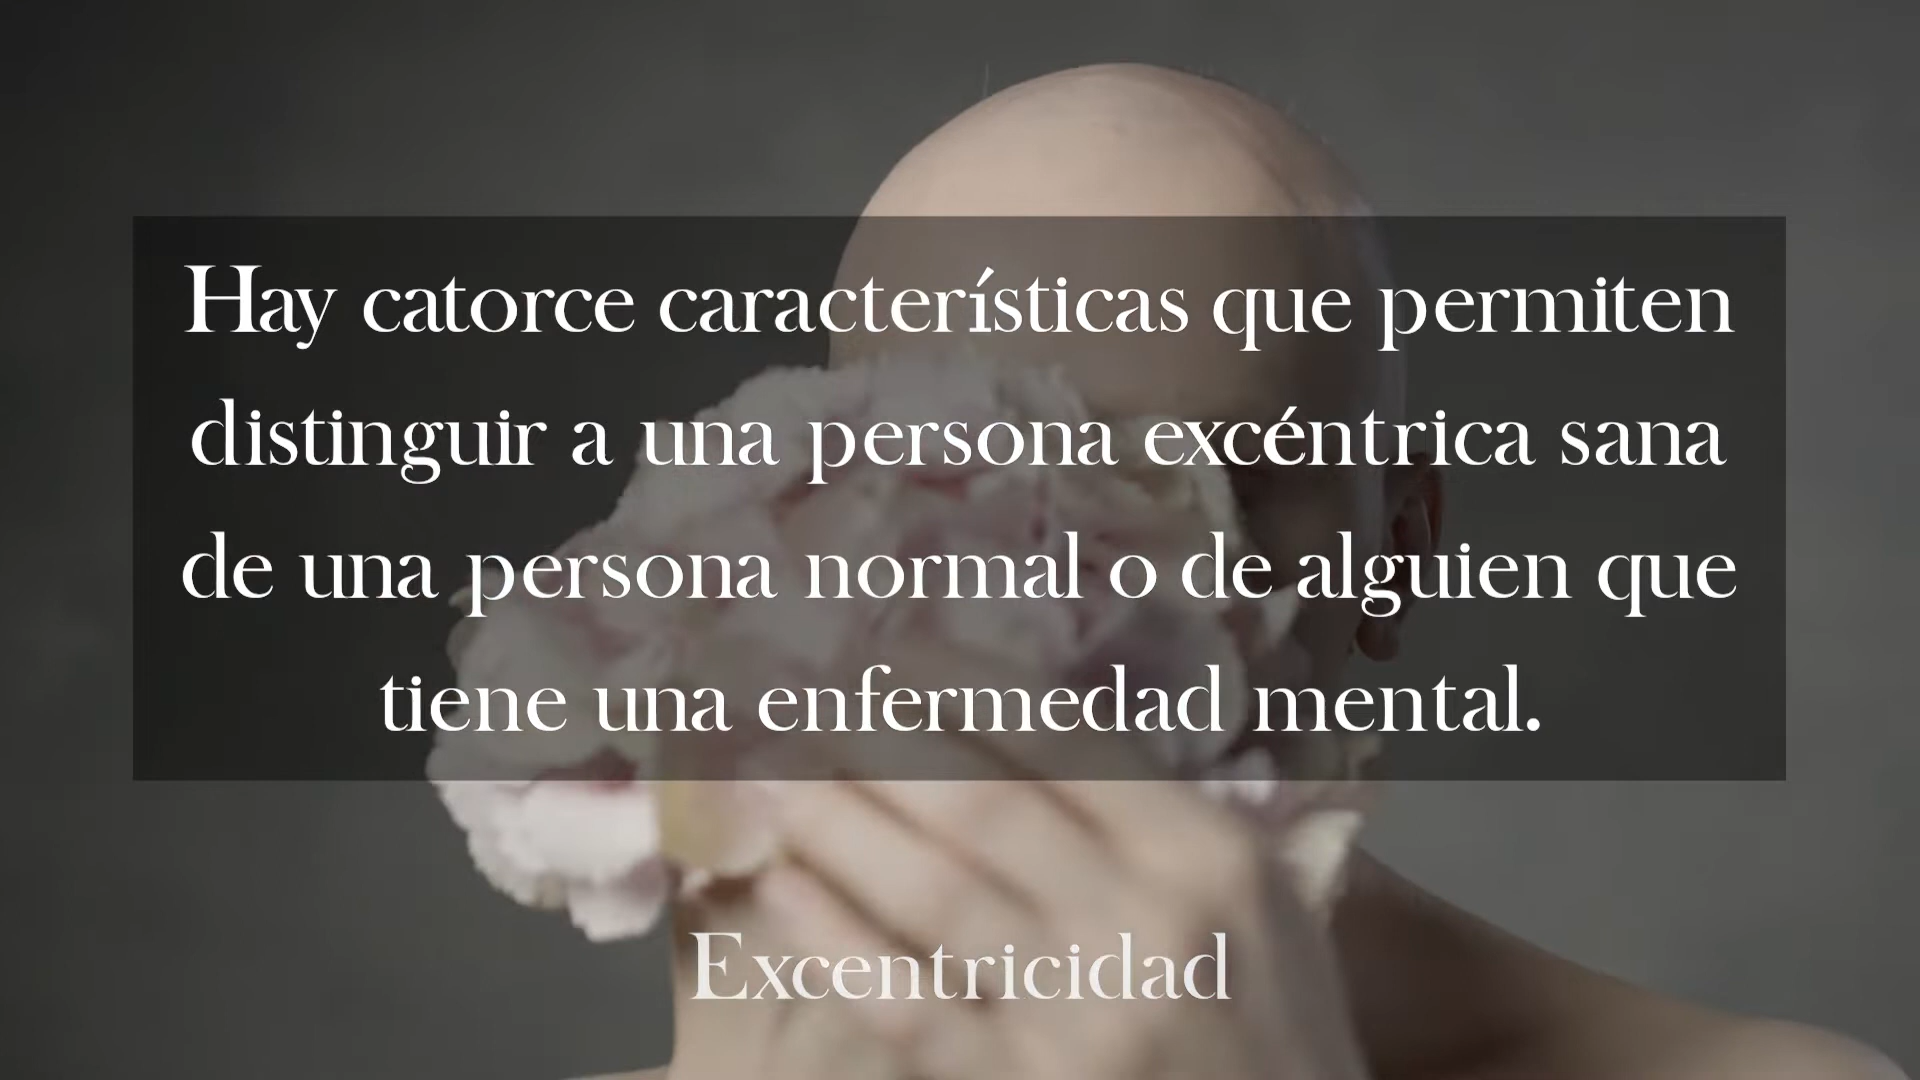 Hay catorce características que permiten
distinguir a una persona excéntrica sana
de una persona normal o de alguien que
tiene una enfermedad mental.
Excentricidad